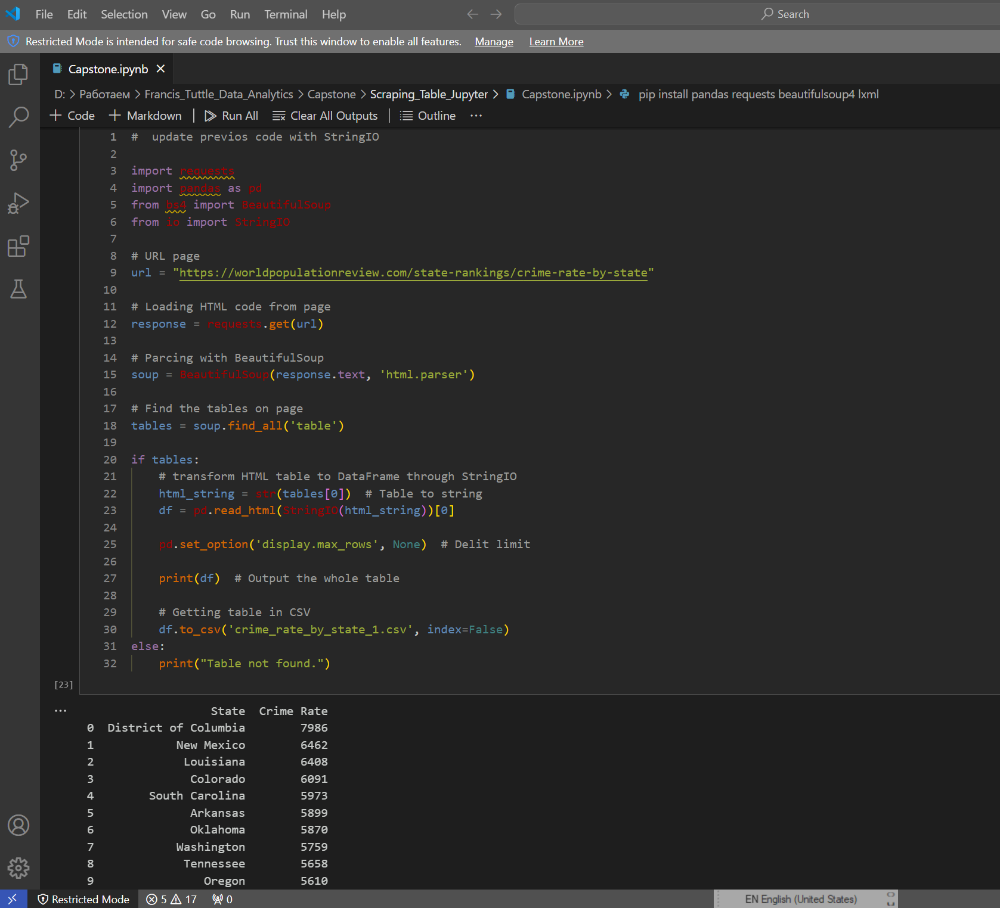 File Edit Selection View Go Run Terminal Help
Search
Restricted Mode is intended for safe code browsing. Trust this window to enable all features. Manage Learn More
Capstone.ipynb
D: > Работаем > Francis_Tuttle_Data_Analytics > Capstone > Scraping_Table_Jupyter > Capstone.ipynb > pip install pandas requests beautifulsoup4 lxml
+ Code + Markdown | Run All Clear All Outputs | Outline ...
1 #  update previos code with StringIO
2
3 import requests
4 import pandas as pd
5 from bs4 import BeautifulSoup
6 from io import StringIO
7
8 # URL page
9 url = "https://worldpopulationreview.com/state-rankings/crime-rate-by-state"
10
11 # Loading HTML code from page
12 response = requests.get(url)
13
14 # Parcing with BeautifulSoup
15 soup = BeautifulSoup(response.text, 'html.parser')
16
17 # Find the tables on page
18 tables = soup.find_all('table')
19
20 if tables:
21     # transform HTML table to DataFrame through StringIO
22     html_string = str(tables[0])  # Table to string
23     df = pd.read_html(StringIO(html_string))[0]
24
25     pd.set_option('display.max_rows', None)  # Delit limit
26
27     print(df)  # Output the whole table
28
29     # Getting table in CSV
30     df.to_csv('crime_rate_by_state_1.csv', index=False)
31 else:
32     print("Table not found.")
[23]
... State Crime Rate
0 District of Columbia 7986
1 New Mexico 6462
2 Louisiana 6408
3 Colorado 6091
4 South Carolina 5973
5 Arkansas 5899
6 Oklahoma 5870
7 Washington 5759
8 Tennessee 5658
9 Oregon 5610
Restricted Mode 5 17 0 EN English (United States)